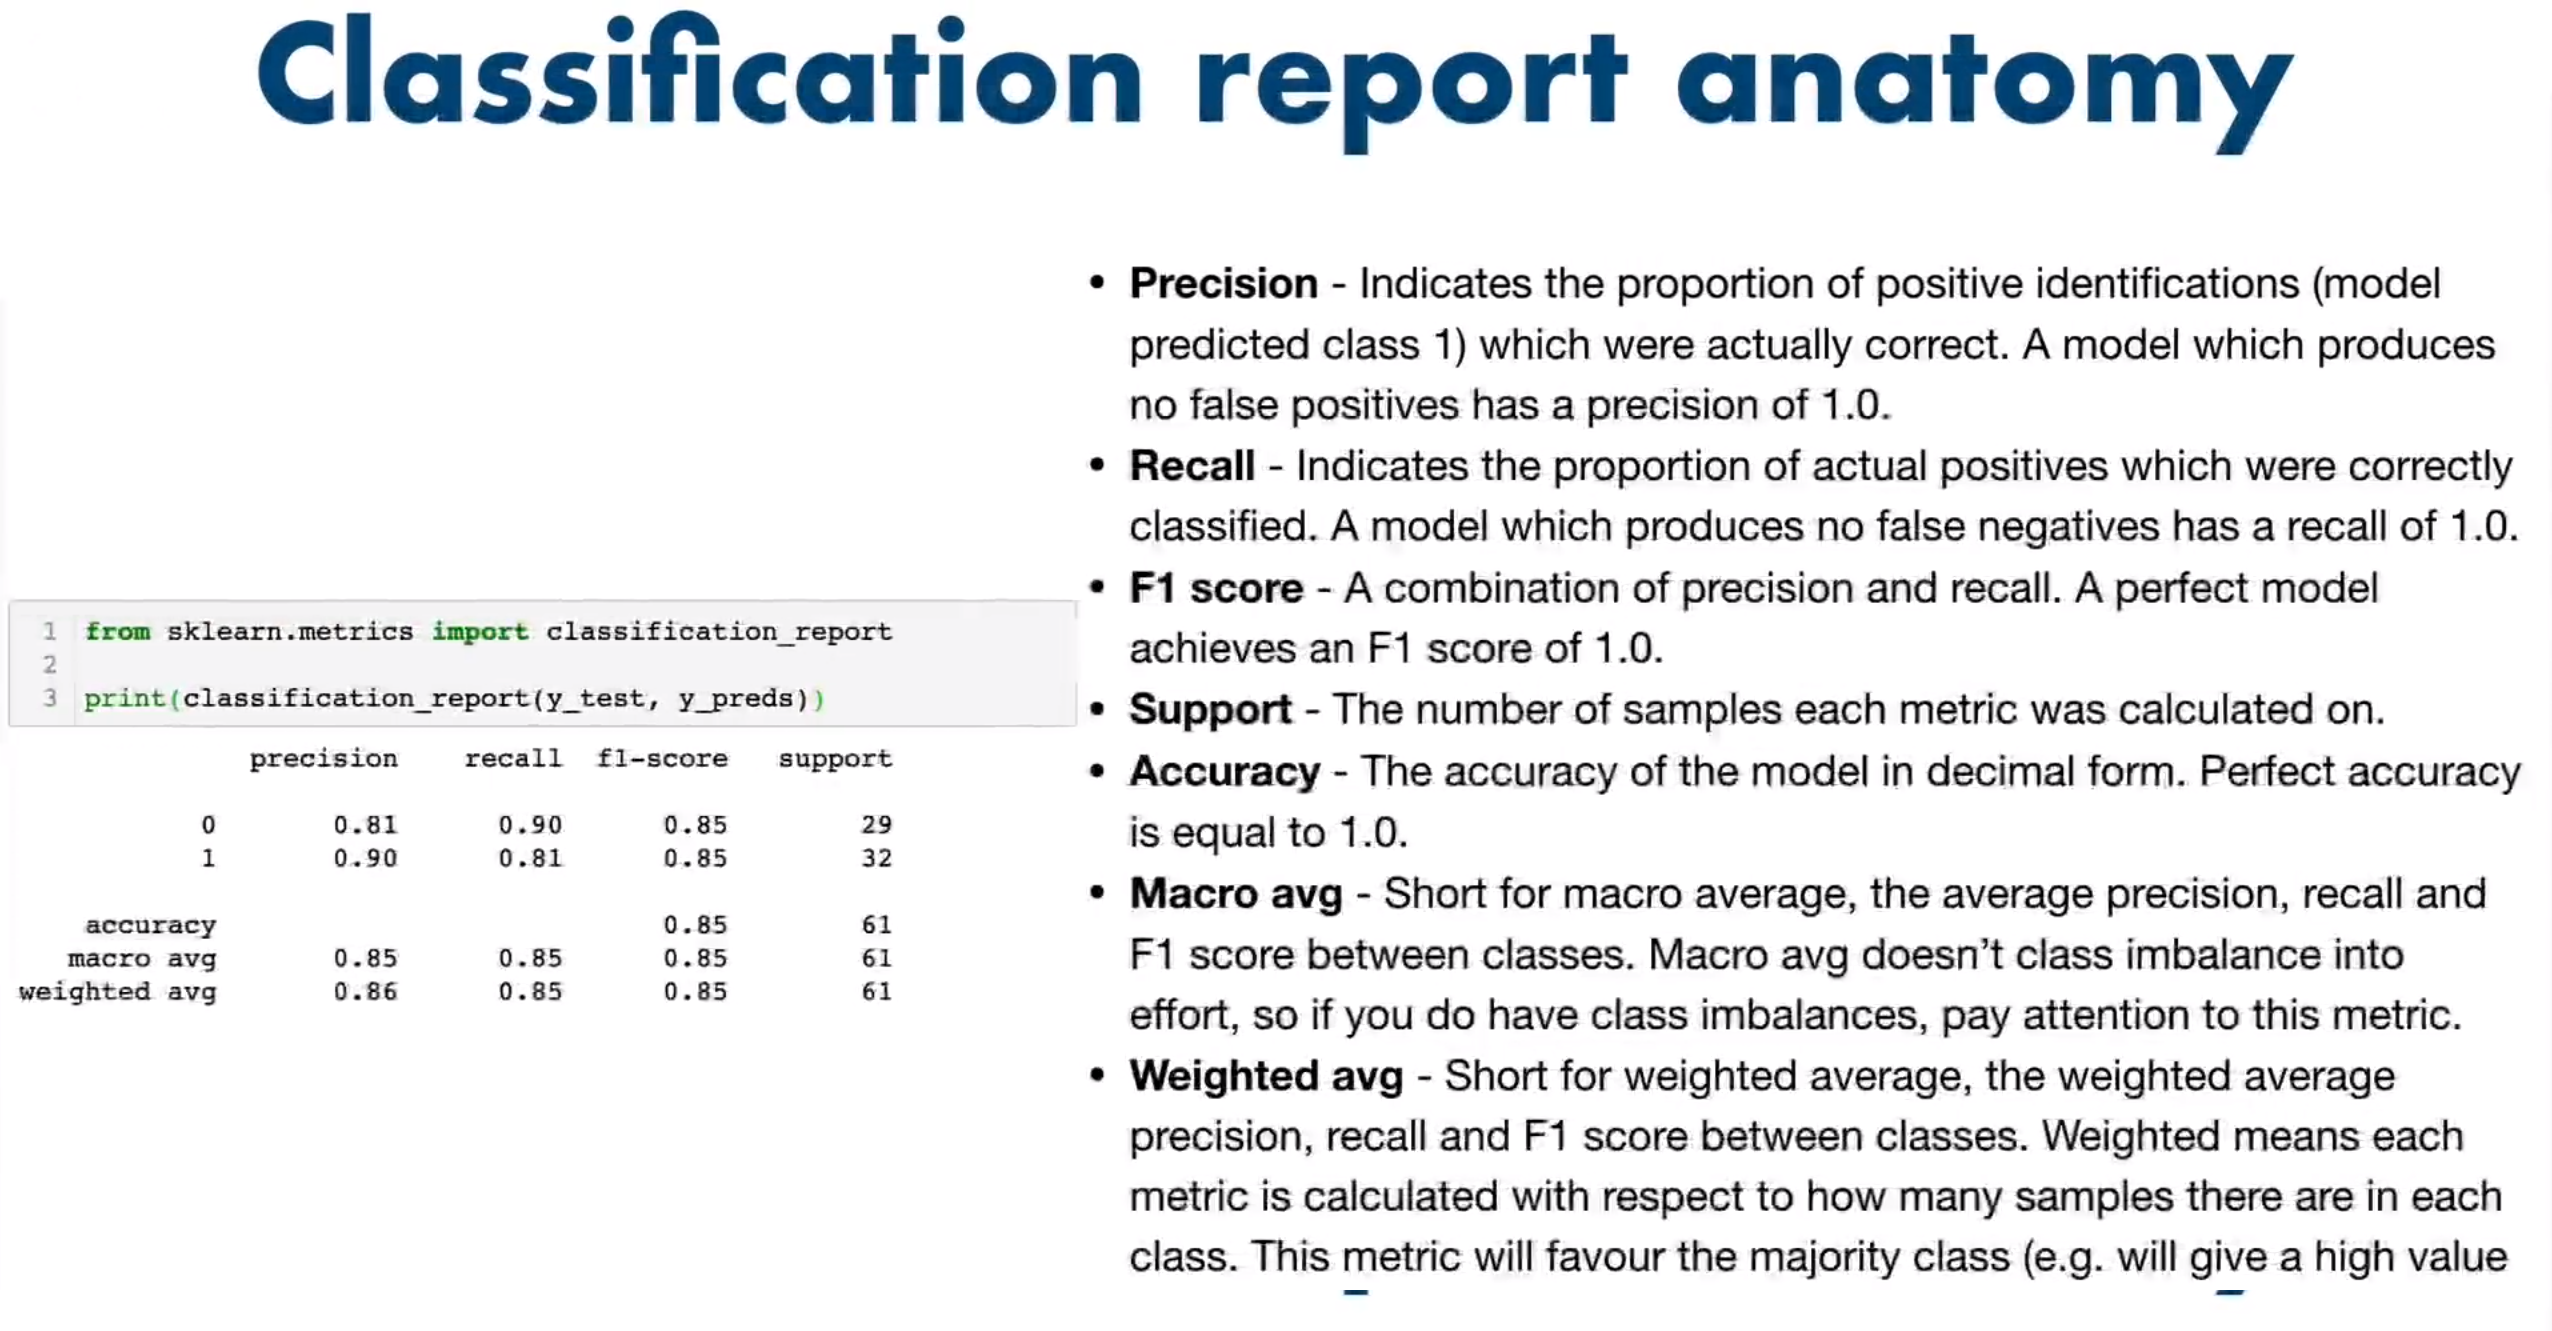 Classification report anatomy
1 from sklearn.metrics import classification_report
2
3 print(classification_report(y_test, y_preds))
precision recall f1-score support
0 0.81 0.90 0.85 29
1 0.90 0.81 0.85 32
accuracy 0.85 61
macro avg 0.85 0.85 0.85 61
weighted avg 0.86 0.85 0.85 61
• Precision - Indicates the proportion of positive identifications (model
predicted class 1) which were actually correct. A model which produces
no false positives has a precision of 1.0.
• Recall - Indicates the proportion of actual positives which were correctly
classified. A model which produces no false negatives has a recall of 1.0.
• F1 score - A combination of precision and recall. A perfect model
achieves an F1 score of 1.0.
• Support - The number of samples each metric was calculated on.
• Accuracy - The accuracy of the model in decimal form. Perfect accuracy
is equal to 1.0.
• Macro avg - Short for macro average, the average precision, recall and
F1 score between classes. Macro avg doesn’t class imbalance into
effort, so if you do have class imbalances, pay attention to this metric.
• Weighted avg - Short for weighted average, the weighted average
precision, recall and F1 score between classes. Weighted means each
metric is calculated with respect to how many samples there are in each
class. This metric will favour the majority class (e.g. will give a high value